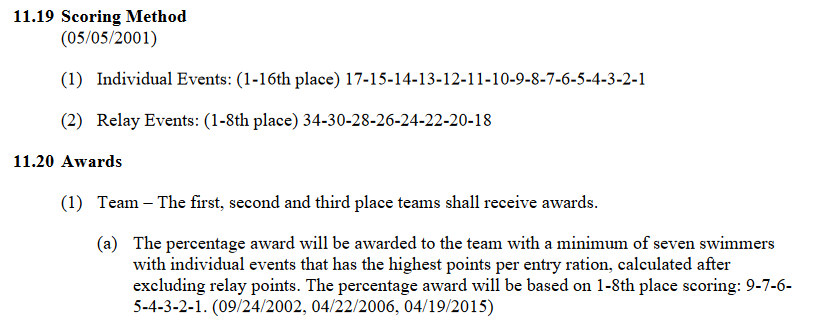 11.19 Scoring Method
(05/05/2001)
(1) Individual Events: (1-16th place) 17-15-14-13-12-11-10-9-8-7-6-5-4-3-2-1
(2) Relay Events: (1-8th place) 34-30-28-26-24-22-20-18
11.20 Awards
(1) Team – The first, second and third place teams shall receive awards.
(a) The percentage award will be awarded to the team with a minimum of seven swimmers
with individual events that has the highest points per entry ration, calculated after
excluding relay points. The percentage award will be based on 1-8th place scoring: 9-7-6-
5-4-3-2-1. (09/24/2002, 04/22/2006, 04/19/2015)